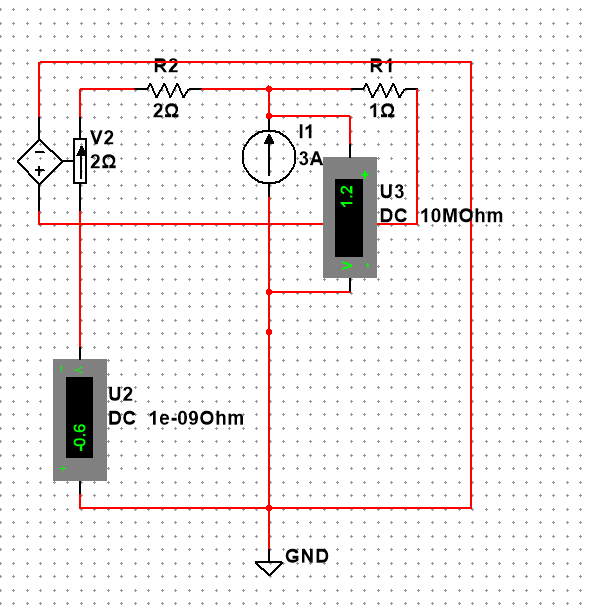 R2
R1
2Ω
1Ω
V2
2Ω
I1
3A
1.2
V
U3
DC 10MOhm
U2
DC 1e-09Ohm
A
-0.6
GND